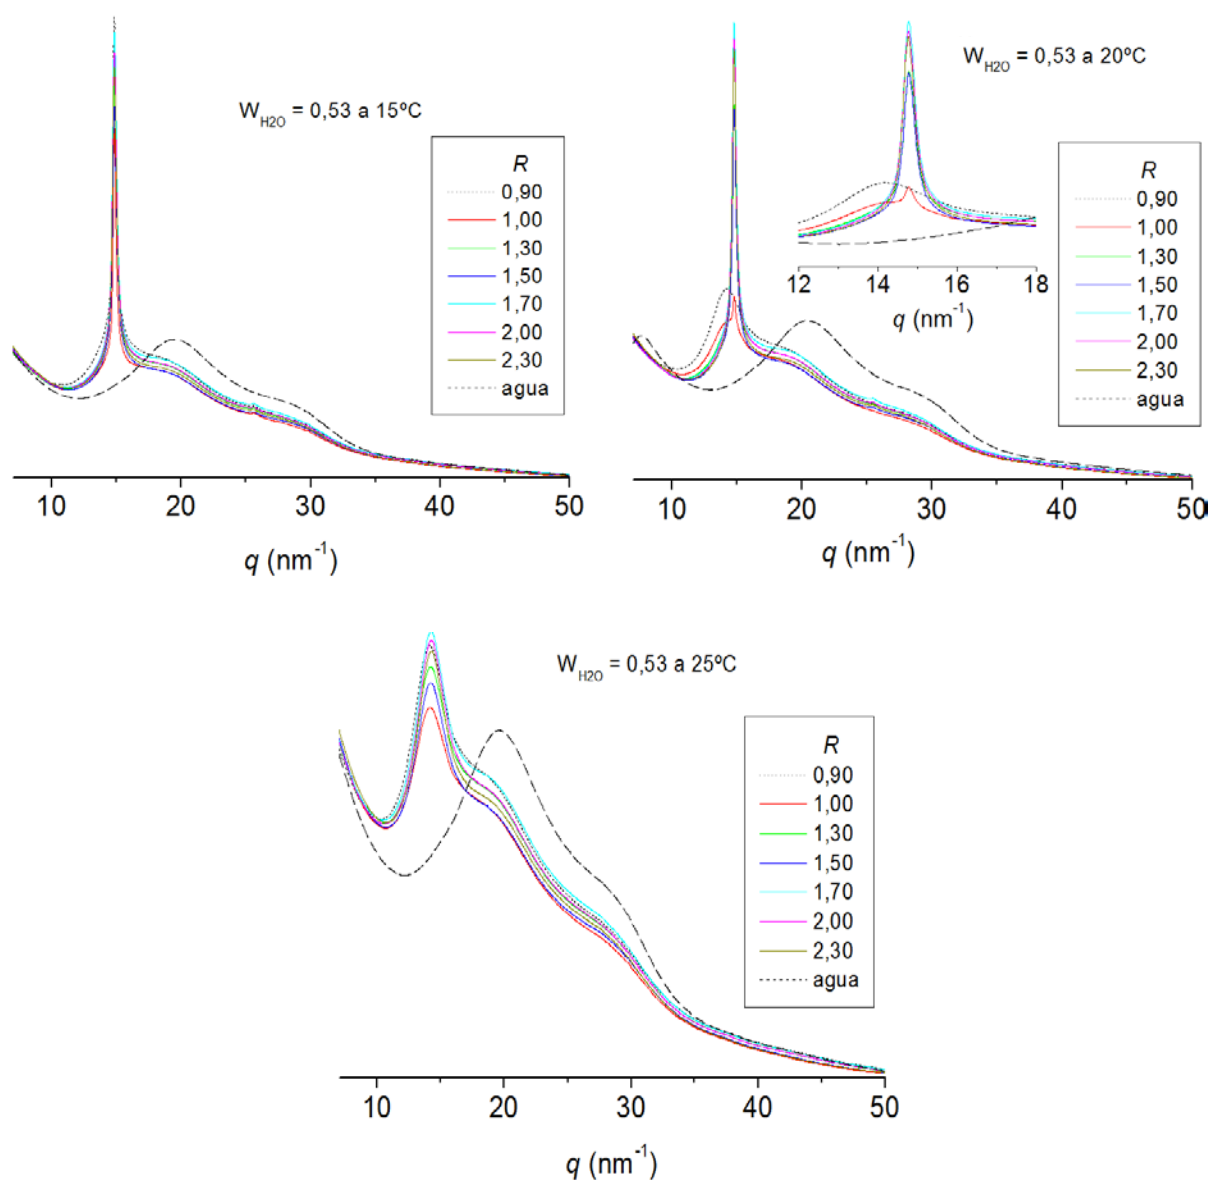 W_H2O = 0,53 a 15ºC
R
0,90
1,00
1,30
1,50
1,70
2,00
2,30
agua
10 20 30 40 50
q (nm⁻¹)
W_H2O = 0,53 a 20ºC
12 14 16 18
q (nm⁻¹)
R
0,90
1,00
1,30
1,50
1,70
2,00
2,30
agua
10 20 30 40 50
q (nm⁻¹)
W_H2O = 0,53 a 25ºC
R
0,90
1,00
1,30
1,50
1,70
2,00
2,30
agua
10 20 30 40 50
q (nm⁻¹)